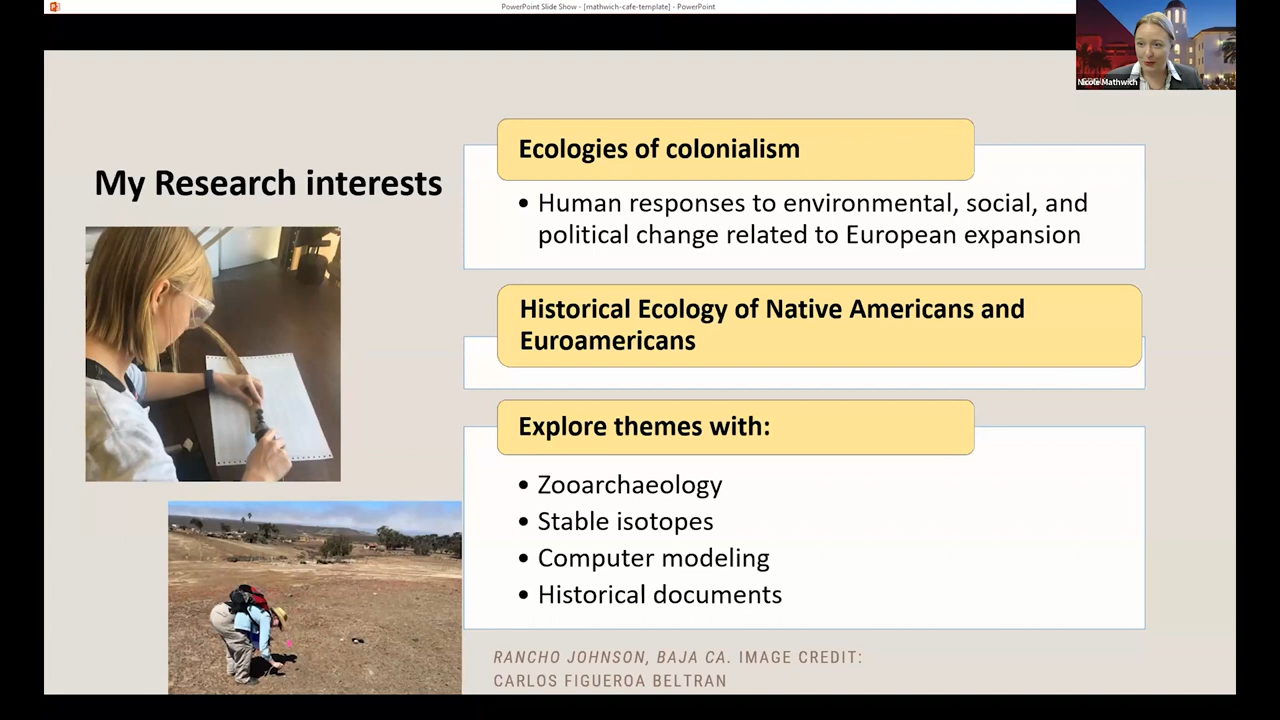 PowerPoint Slide Show - [mathwich-cafe-template] - PowerPoint
Nicole Mathwich
My Research interests
Ecologies of colonialism
• Human responses to environmental, social, and
political change related to European expansion
Historical Ecology of Native Americans and
Euroamericans
Explore themes with:
• Zooarchaeology
• Stable isotopes
• Computer modeling
• Historical documents
RANCHO JOHNSON, BAJA CA. IMAGE CREDIT:
CARLOS FIGUEROA BELTRAN